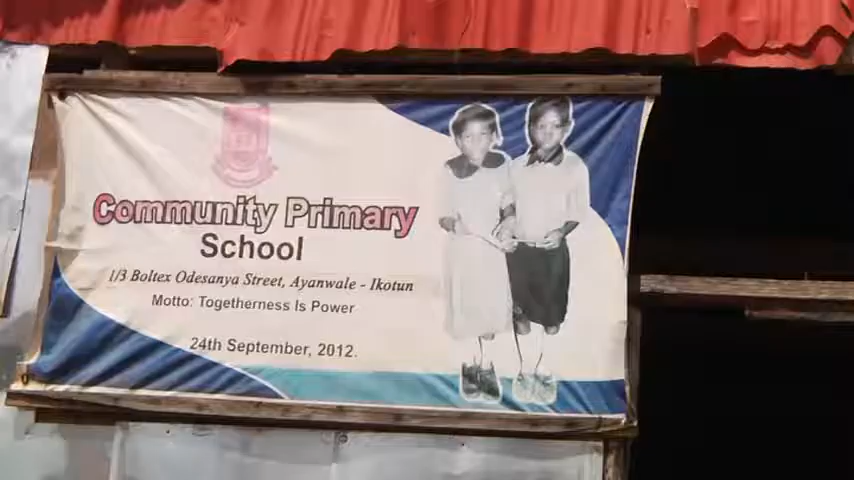 Community Primary
School
1/3 Boltex Odesanya Street, Ayanwale - Ikotun
Motto: Togetherness Is Power
24th September, 2012.